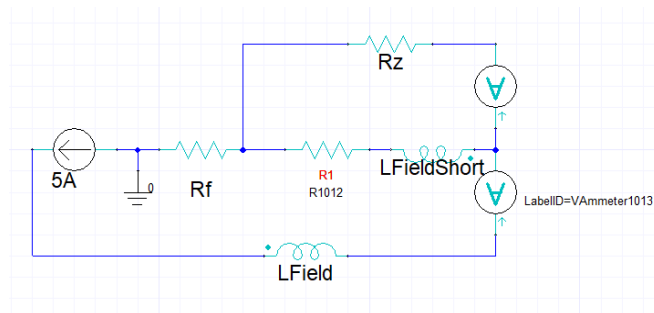 Rz
5A
0
Rf
R1
R1012
LFieldShort
A
A
LabelID=VAmmeter1013
LField